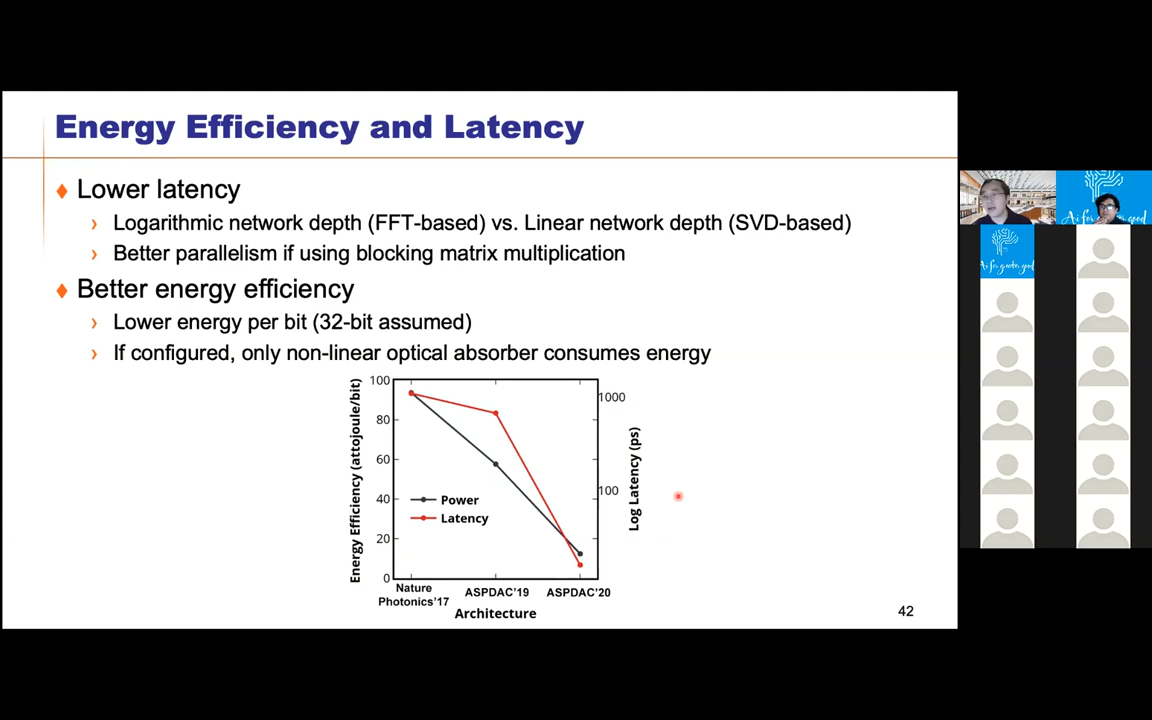 Energy Efficiency and Latency
Lower latency
Logarithmic network depth (FFT-based) vs. Linear network depth (SVD-based)
Better parallelism if using blocking matrix multiplication
Better energy efficiency
Lower energy per bit (32-bit assumed)
If configured, only non-linear optical absorber consumes energy
Energy Efficiency (attojoule/bit)
100
80
60
40
20
0
Power
Latency
1000
100
Log Latency (ps)
Nature
Photonics'17
ASPDAC'19
ASPDAC'20
Architecture
42
Ai for good